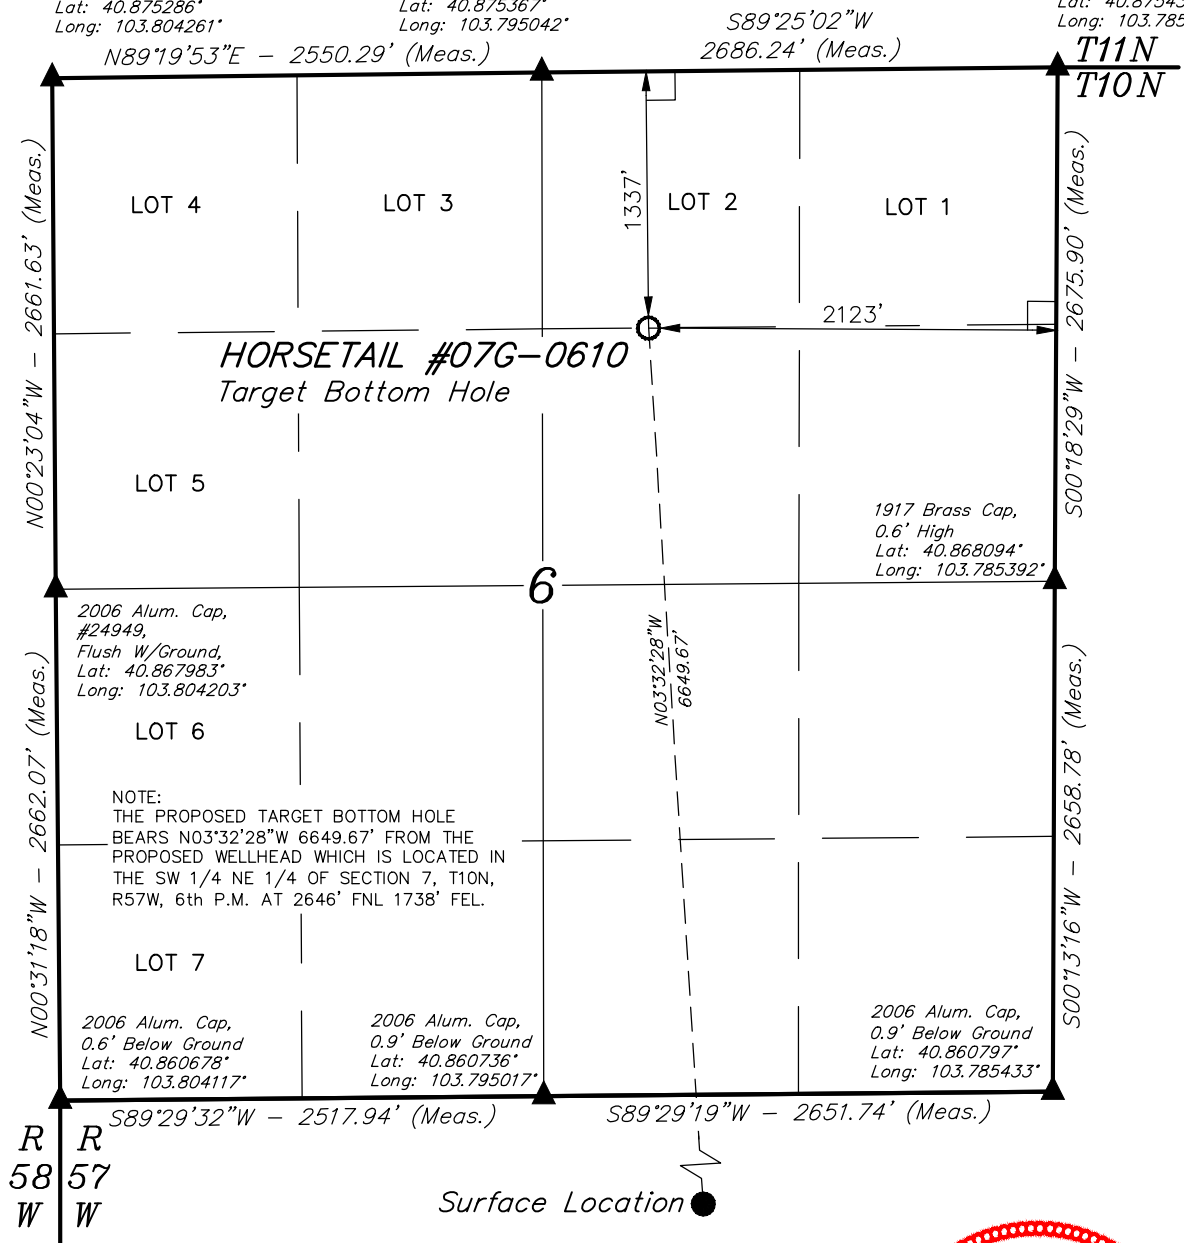 Lat: 40.875286°
Long: 103.804261°
Lat: 40.875367°
Long: 103.795042°
S89°25'02"W
2686.24' (Meas.)
Long: 103.785
N89°19'53"E - 2550.29' (Meas.)
T11N
T10N
N00°23'04"W - 2661.63' (Meas.)
LOT 4
LOT 3
1337'
LOT 2
LOT 1
S00°18'29"W - 2675.90' (Meas.)
2123'
HORSETAIL #07G-0610
Target Bottom Hole
LOT 5
1917 Brass Cap,
0.6' High
Lat: 40.868094°
Long: 103.785392°
6
2006 Alum. Cap,
#24949,
Flush W/Ground,
Lat: 40.867983°
Long: 103.804203°
N03°32'28"W
6649.67'
N00°31'18"W - 2662.07' (Meas.)
LOT 6
S00°13'16"W - 2658.78' (Meas.)
NOTE:
THE PROPOSED TARGET BOTTOM HOLE
BEARS N03°32'28"W 6649.67' FROM THE
PROPOSED WELLHEAD WHICH IS LOCATED IN
THE SW 1/4 NE 1/4 OF SECTION 7, T10N,
R57W, 6th P.M. AT 2646' FNL 1738' FEL.
LOT 7
2006 Alum. Cap,
0.6' Below Ground
Lat: 40.860678°
Long: 103.804117°
2006 Alum. Cap,
0.9' Below Ground
Lat: 40.860736°
Long: 103.795017°
2006 Alum. Cap,
0.9' Below Ground
Lat: 40.860797°
Long: 103.785433°
S89°29'32"W - 2517.94' (Meas.)
S89°29'19"W - 2651.74' (Meas.)
R R
58 57
W W
Surface Location